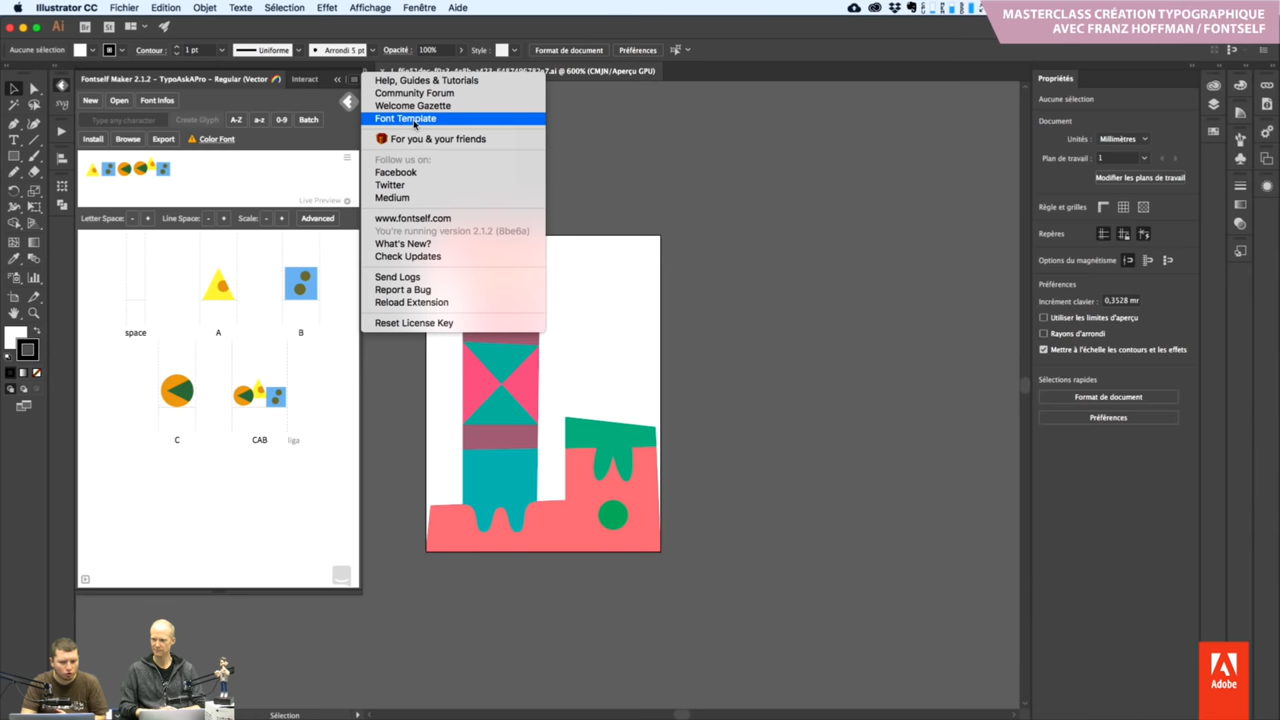 MASTERCLASS CRÉATION TYPOGRAPHIQUE
AVEC FRANZ HOFFMAN / FONTSELF
Illustrator CC Fichier Edition Objet Texte Sélection Effet Affichage Fenêtre Aide
Ai Br St
Aucune sélection Contour : 1 pt Uniforme Arrondi 5 pt Opacité : 100% Style : Format de document Préférences
Fontself Maker 2.1.2 – TypoAskAPro – Regular (Vector Interact
@ 600% (CMJN/Aperçu GPU)
New Open Font Infos
Type any character Create Glyph A-Z a-z 0-9 Batch
Install Browse Export Color Font
Live Preview
Letter Space: - + Line Space: - + Scale: - + Advanced
space A B
C CAB liga
Help, Guides & Tutorials
Community Forum
Welcome Gazette
Font Template
For you & your friends
Follow us on:
Facebook
Twitter
Medium
www.fontself.com
You're running version 2.1.2 (8be6a)
What's New?
Check Updates
Send Logs
Report a Bug
Reload Extension
Reset License Key
Propriétés
Aucune sélection
Document
Unités : Millimètres
Plan de travail : 1
Modifier les plans de travail
Règle et grilles
Repères
Options du magnétisme
Préférences
Incrément clavier : 0,3528 mr
Utiliser les limites d'aperçu
Rayons d'arrondi
Mettre à l'échelle les contours et les effets
Sélections rapides
Format de document
Préférences
Sélection
Adobe